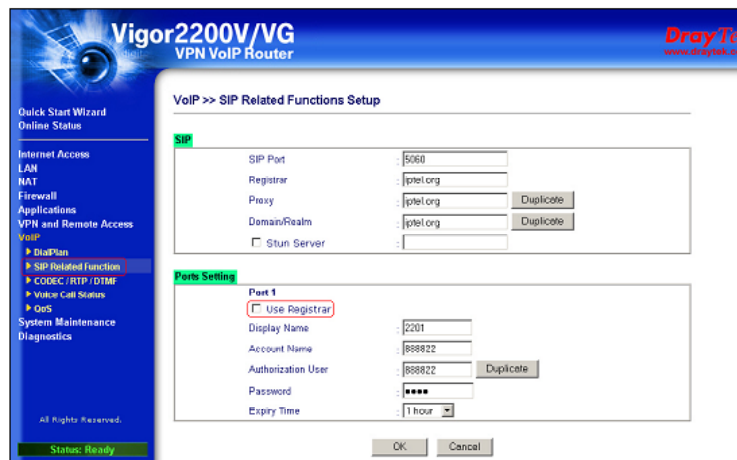 Vigor2200V/VG
VPN VoIP Router
DrayTe
www.draytek.c
Quick Start Wizard
Online Status
Internet Access
LAN
NAT
Firewall
Applications
VPN and Remote Access
VoIP
DialPlan
SIP Related Function
CODEC / RTP / DTMF
Voice Call Status
QoS
System Maintenance
Diagnostics
All Rights Reserved.
Status: Ready
VoIP >> SIP Related Functions Setup
SIP
SIP Port : 5060
Registrar : iptel.org
Proxy : iptel.org Duplicate
Domain/Realm : iptel.org Duplicate
Stun Server :
Ports Setting
Port 1
Use Registrar
Display Name : 2201
Account Name : 888822
Authorization User : 888822 Duplicate
Password : ●●●●
Expiry Time : 1 hour
OK Cancel